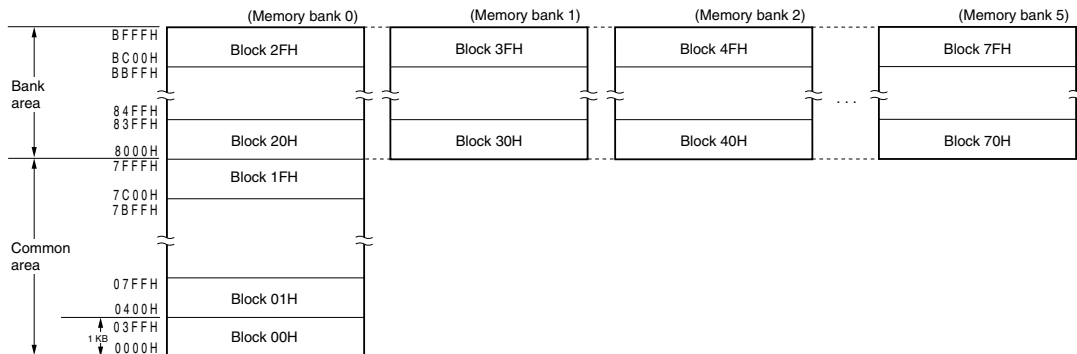 (Memory bank 0) (Memory bank 1) (Memory bank 2) (Memory bank 5)
BFFFH
Block 2FH Block 3FH Block 4FH Block 7FH
BC00H
BBFFH
Bank
area
. . .
84FFH
83FFH
Block 20H Block 30H Block 40H Block 70H
8000H
7FFFH
Block 1FH
7C00H
7BFFH
Common
area
07FFH
Block 01H
0400H
03FFH
1 KB
Block 00H
0000H